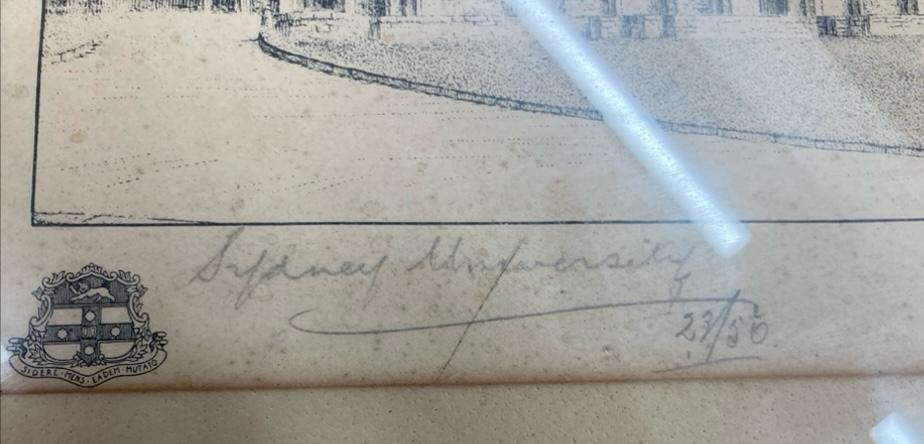 Sydney University
23/50
SIDERE·MENS·EADEM MUTATO